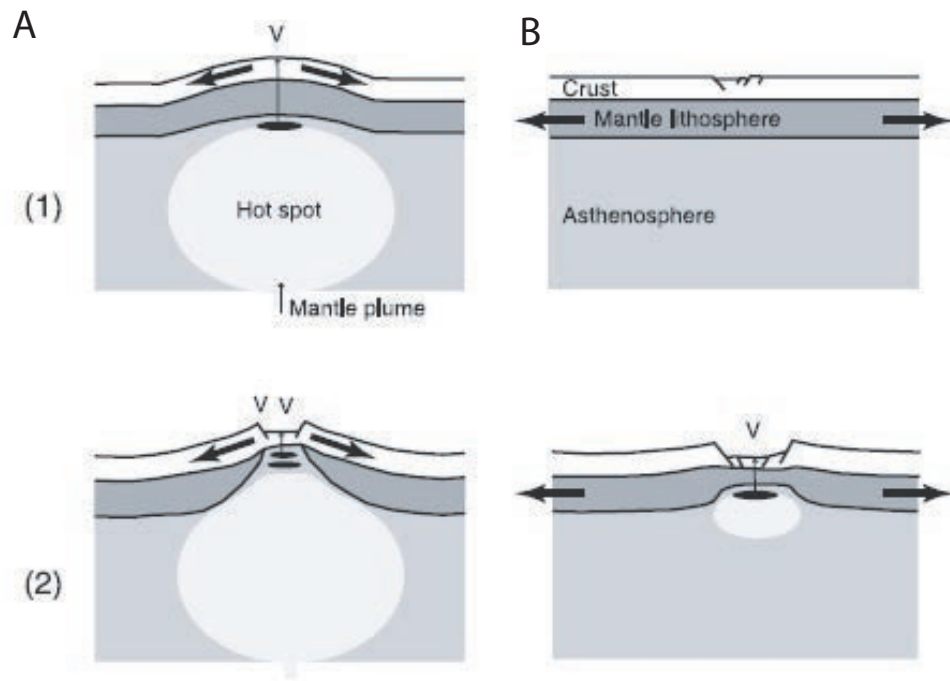 A
B
V
Crust
Mantle lithosphere
(1)
Hot spot
Asthenosphere
Mantle plume
V V
V
(2)